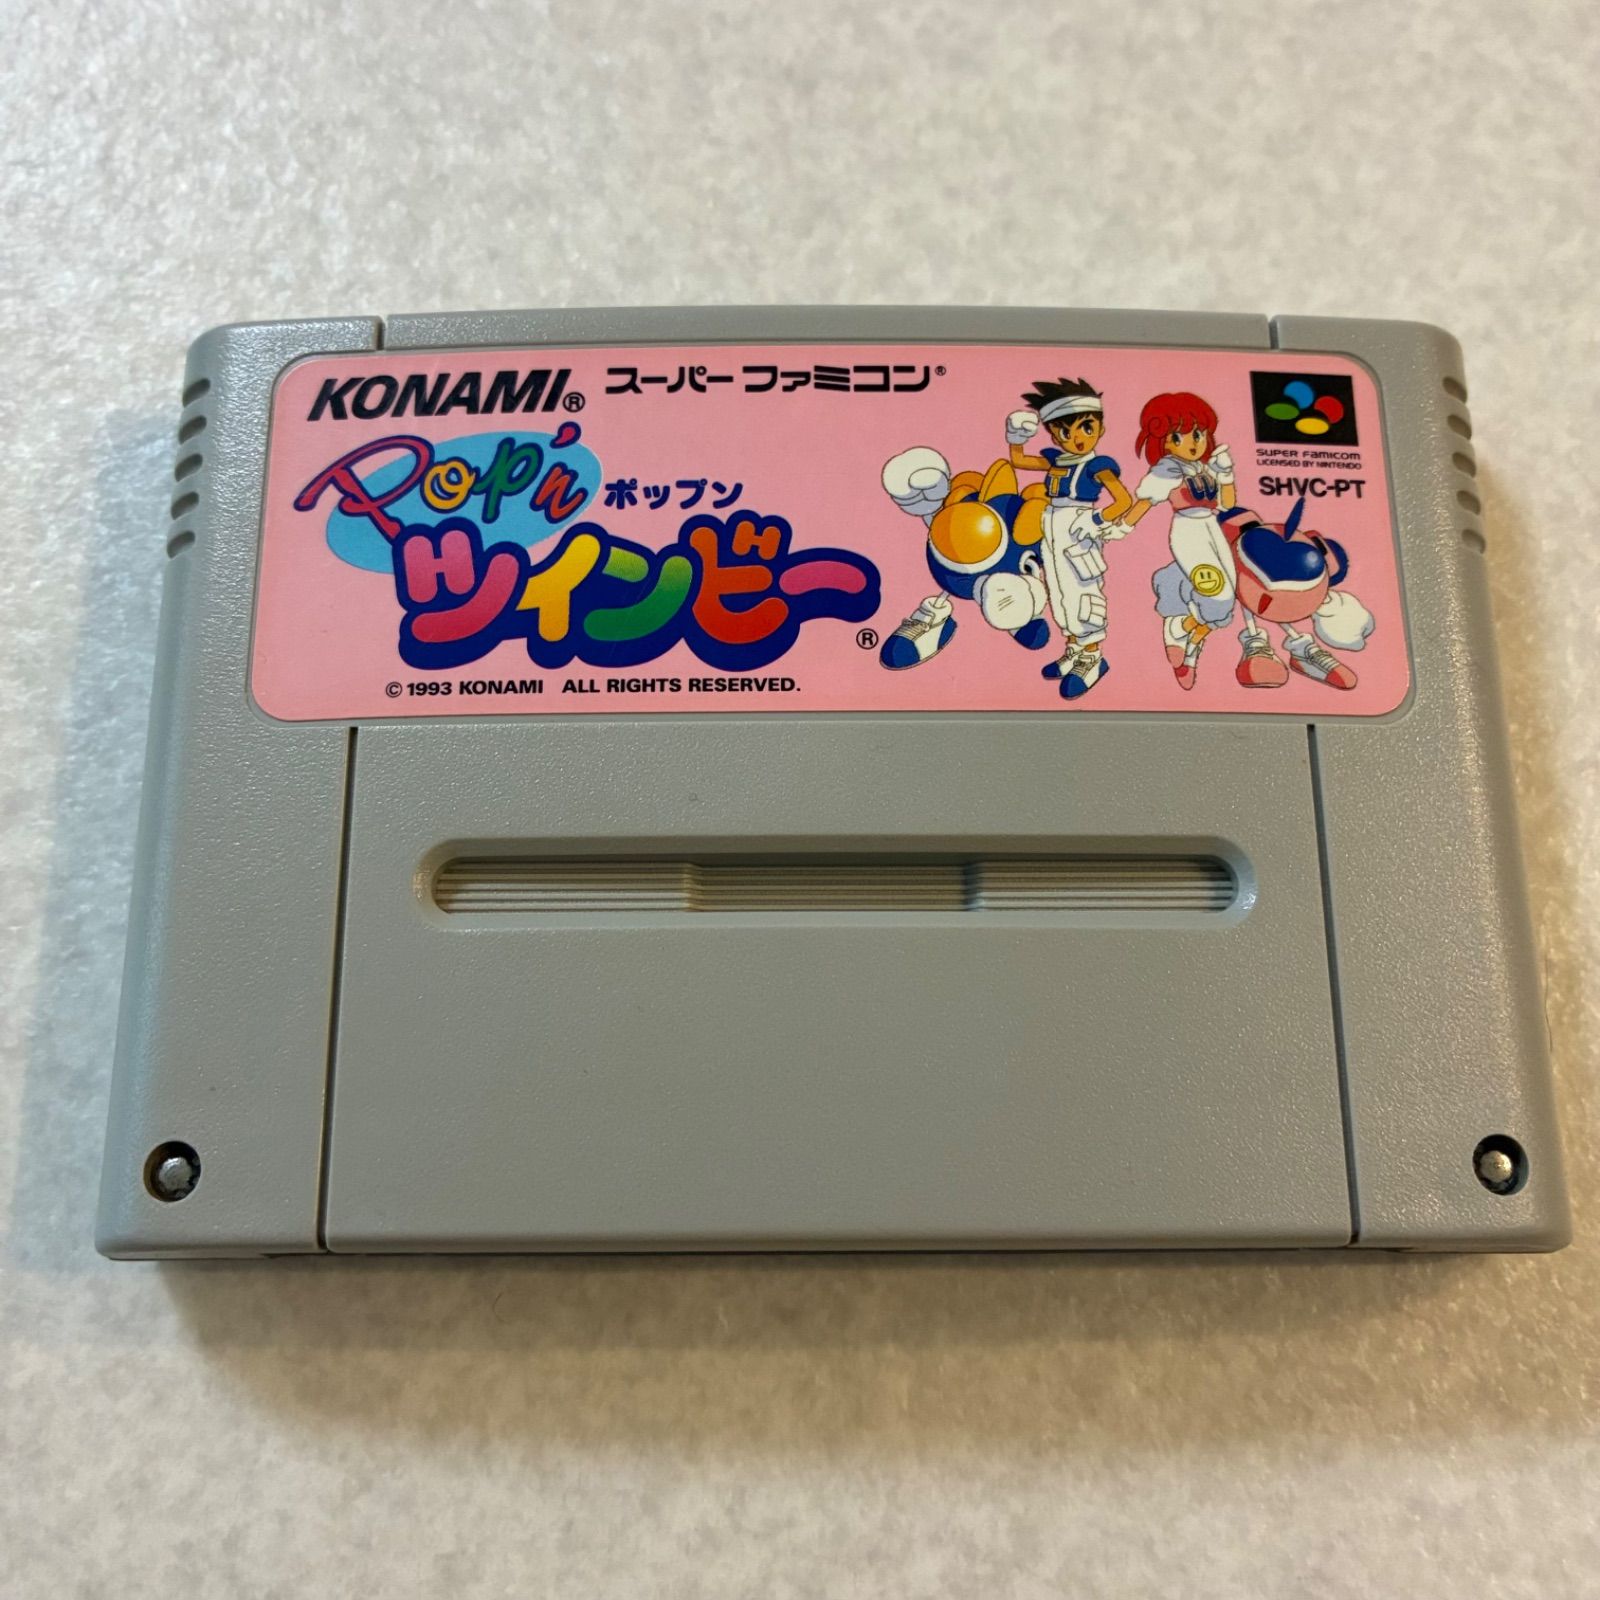 KONAMI®
スーパーファミコン®
Pop'n
ポップン
ツインビー®
© 1993 KONAMI ALL RIGHTS RESERVED.
SUPER FAMICOM
LICENSED BY NINTENDO
SHVC-PT